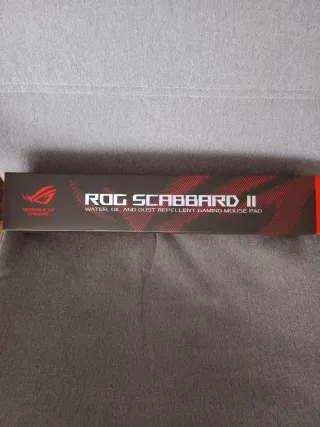 ROG SCABBARD II
WATER, OIL AND DUST REPELLENT GAMING MOUSE PAD
REPUBLIC OF
GAMERS